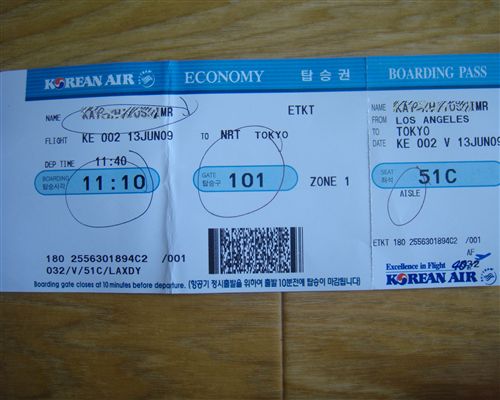 KOREAN AIR
ECONOMY 탑승권
BOARDING PASS
NAME MR
ETKT
FLIGHT KE 002 13JUN09
TO NRT TOKYO
DEP TIME 11:40
BOARDING 탑승시각 11:10
GATE 탑승구 101
ZONE 1
180 2556301894C2 /001
032/V/51C/LAXDY
Boarding gate closes at 10 minutes before departure. (항공기 정시출발을 위하여 출발 10분전에 탑승이 마감됩니다)
NAME MR
FROM LOS ANGELES
TO TOKYO
DATE KE 002 V 13JUN09
SEAT 좌석 51C
AISLE
ETKT 180 2556301894C2 /001
AF
Excellence in Flight
KOREAN AIR